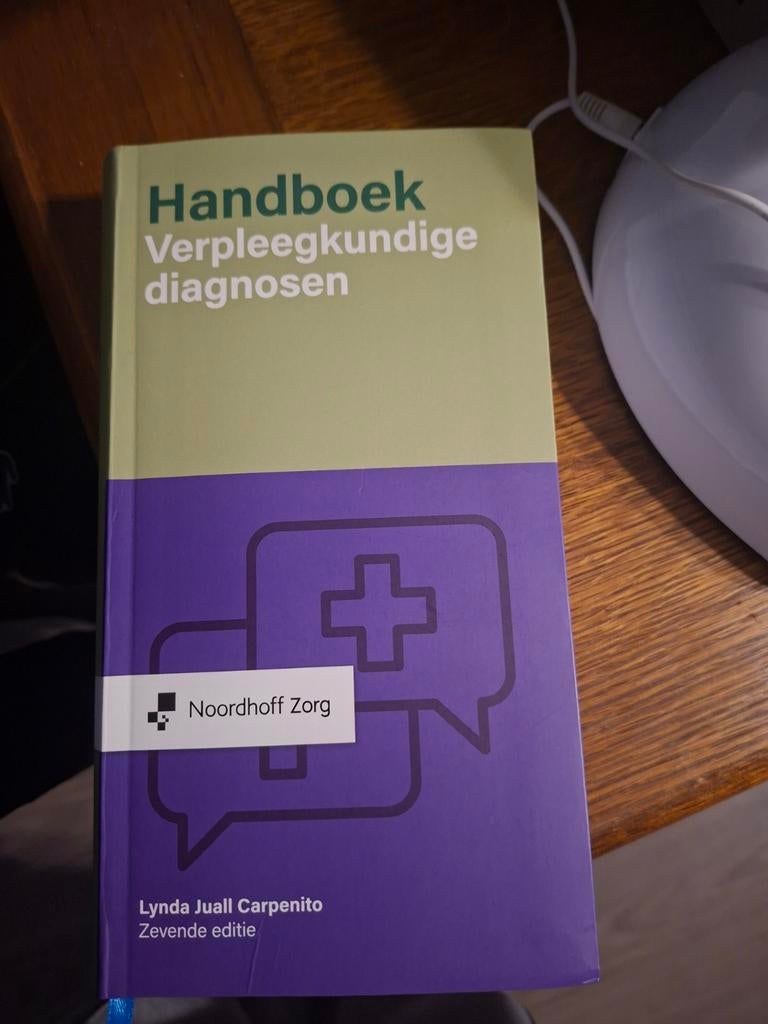 Handboek
Verpleegkundige
diagnosen
Noordhoff Zorg
Lynda Juall Carpenito
Zevende editie